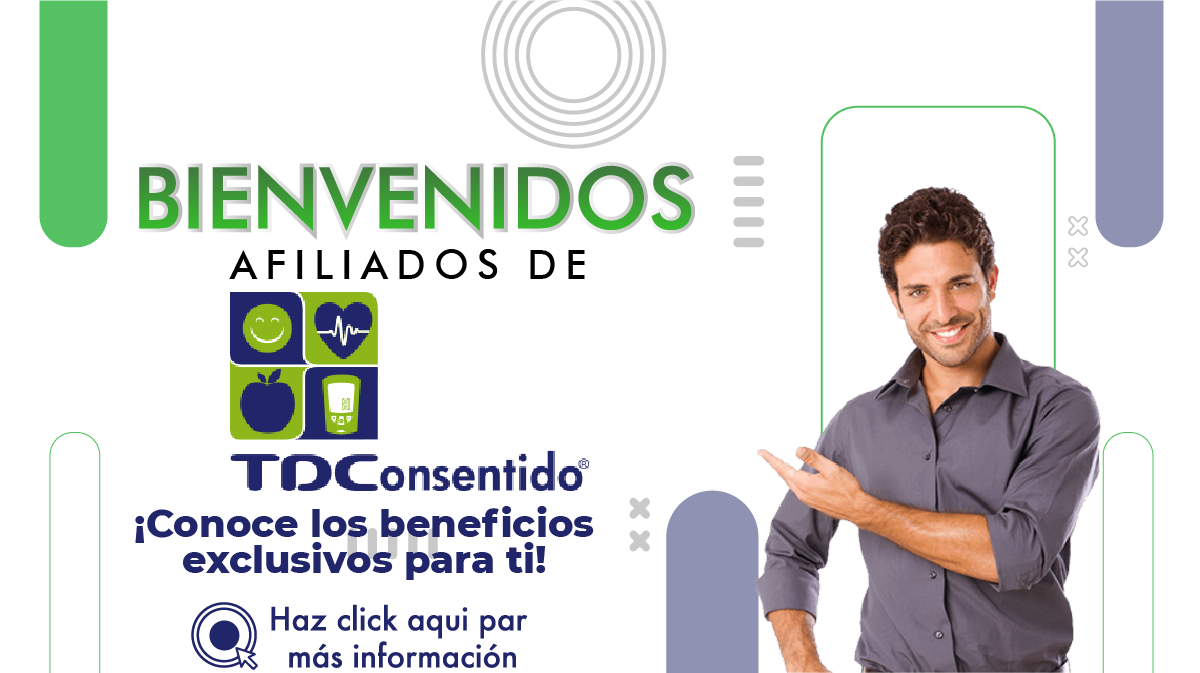 BIENVENIDOS
AFILIADOS DE
TDConsentido®
¡Conoce los beneficios
exclusivos para ti!
Haz click aqui par
más información